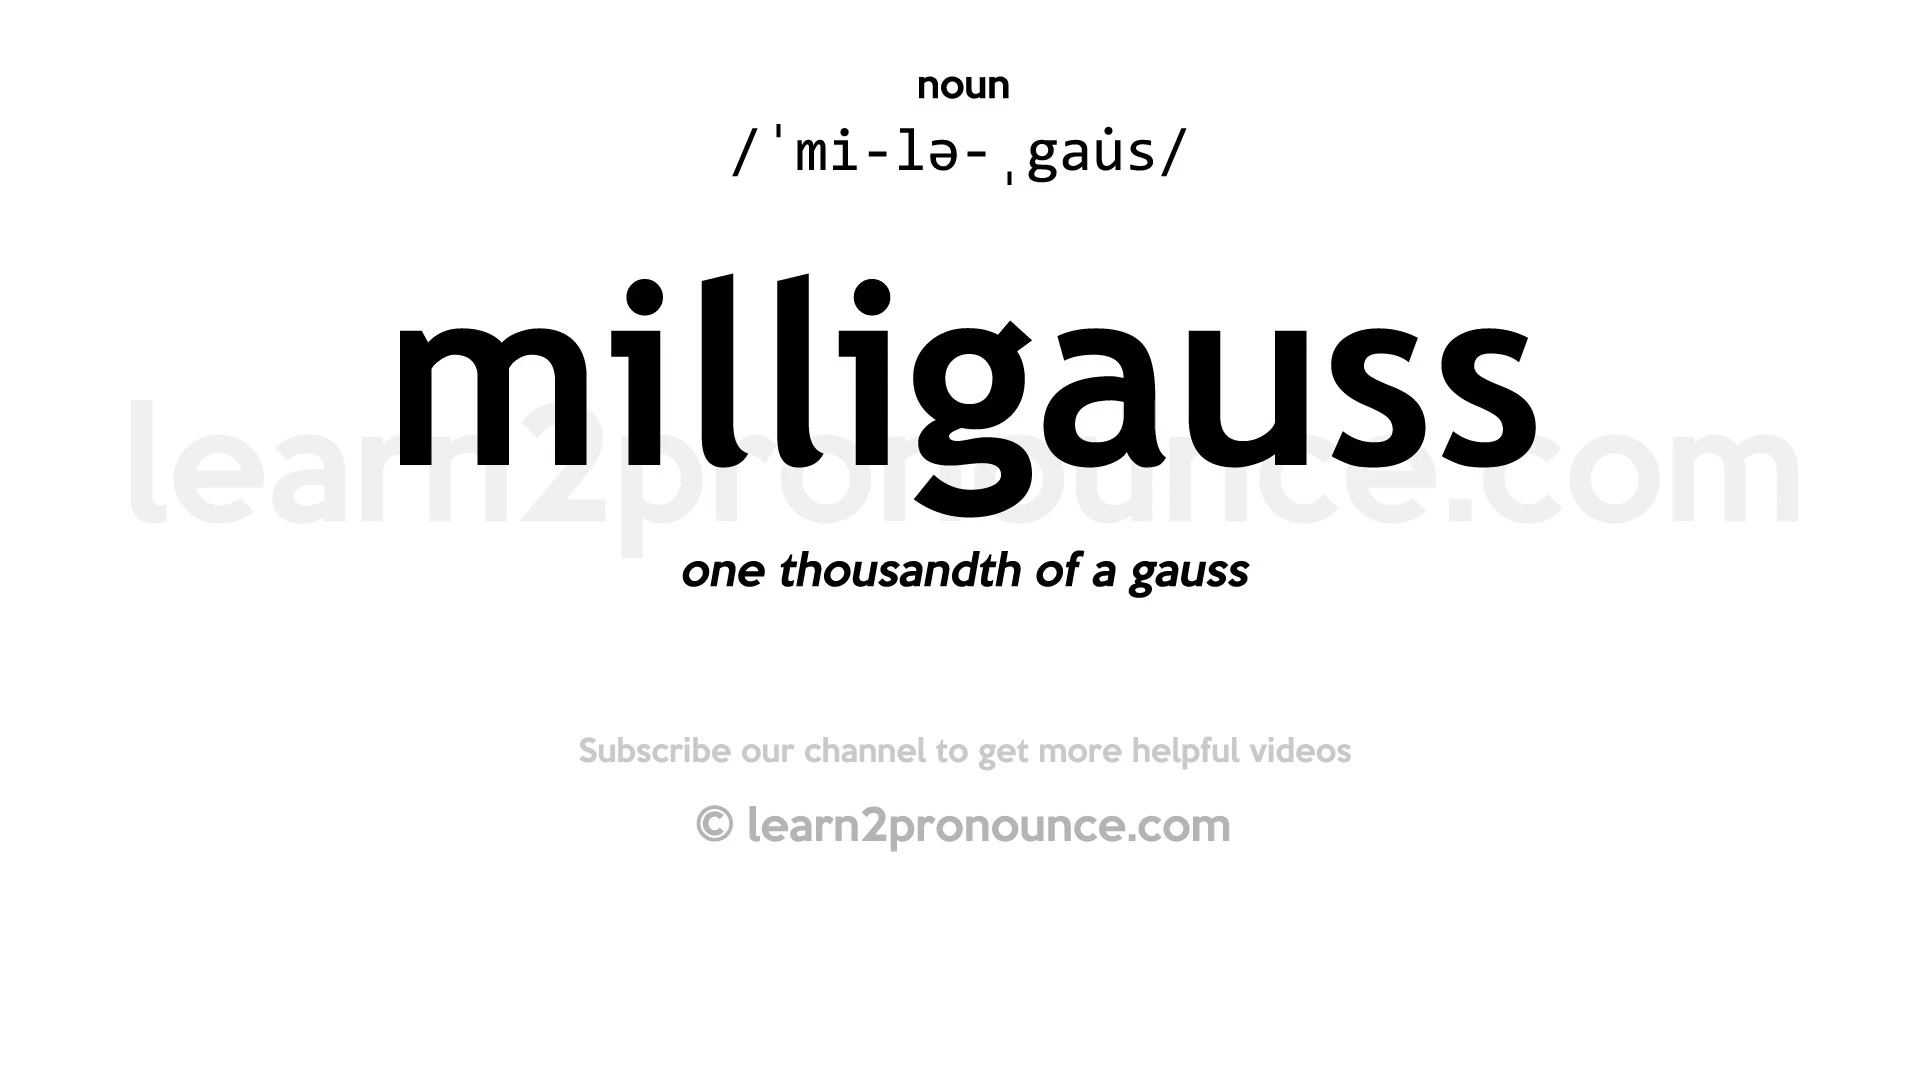 noun
/ˈmi-lə-ˌgau̇s/
milligauss
learn2pronounce.com
one thousandth of a gauss
Subscribe our channel to get more helpful videos
© learn2pronounce.com